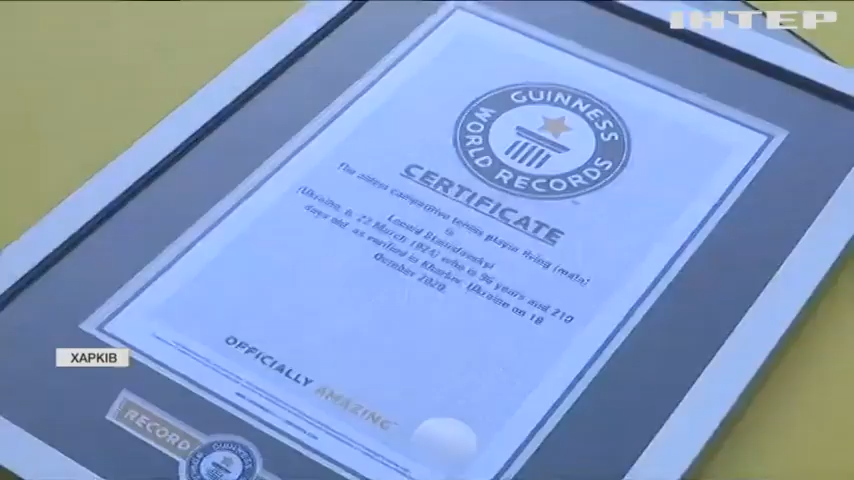 ІНТЕР
GUINNESS
WORLD RECORDS
CERTIFICATE
The oldest competitive tennis player living (male)
is
Leonid Stanislavskyi
(Ukraine, b. 22 March 1924) who is 96 years and 210
days old, as verified in Kharkiv, Ukraine on 18
October 2020.
OFFICIALLY AMAZING™
ХАРКІВ
RECORD
GUINNESS